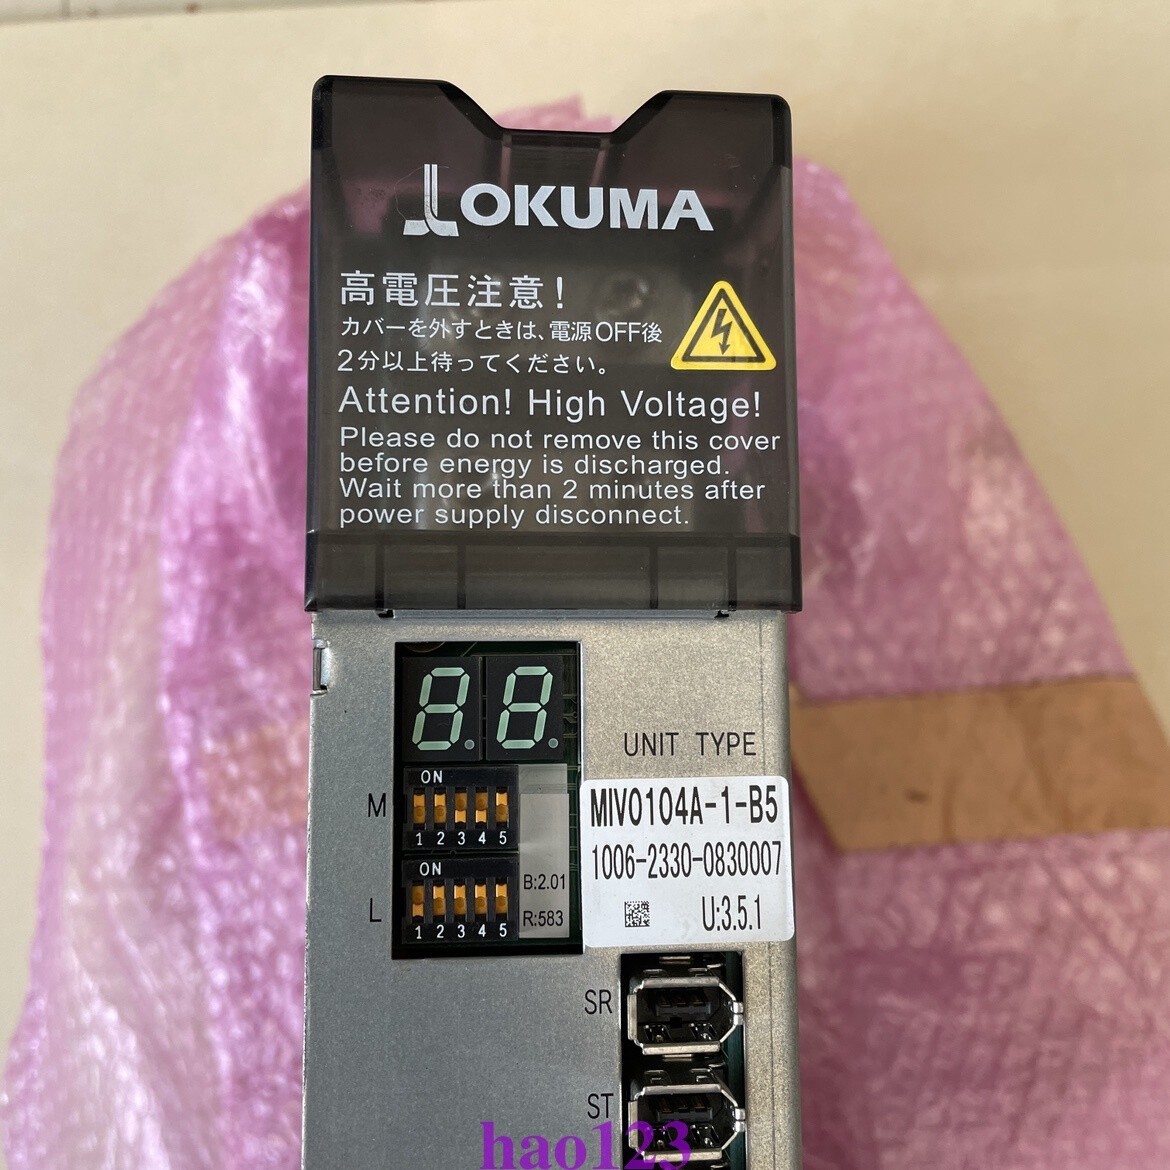 OKUMA
高電圧注意!
カバーを外すときは、電源OFF後
2分以上待ってください。
Attention! High Voltage!
Please do not remove this cover
before energy is discharged.
Wait more than 2 minutes after
power supply disconnect.
88
UNIT TYPE
MIV0104A-1-B5
1006-2330-0830007
U:3.5.1
M
ON
1 2 3 4 5
L
ON
1 2 3 4 5
B:2.01
R:583
SR
ST
hao123